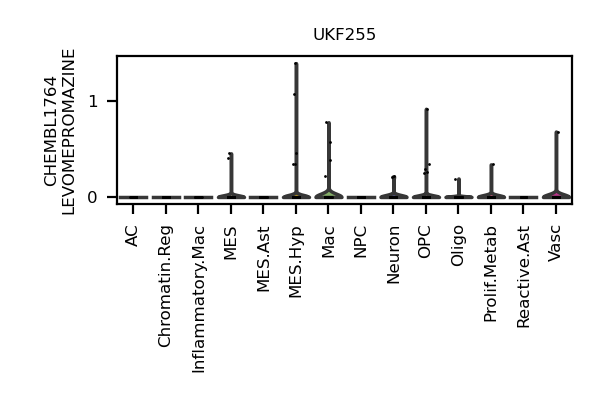 UKF255
CHEMBL1764
LEVOMEPROMAZINE
1
0
AC
Chromatin.Reg
Inflammatory.Mac
MES
MES.Ast
MES.Hyp
Mac
NPC
Neuron
OPC
Oligo
Prolif.Metab
Reactive.Ast
Vasc